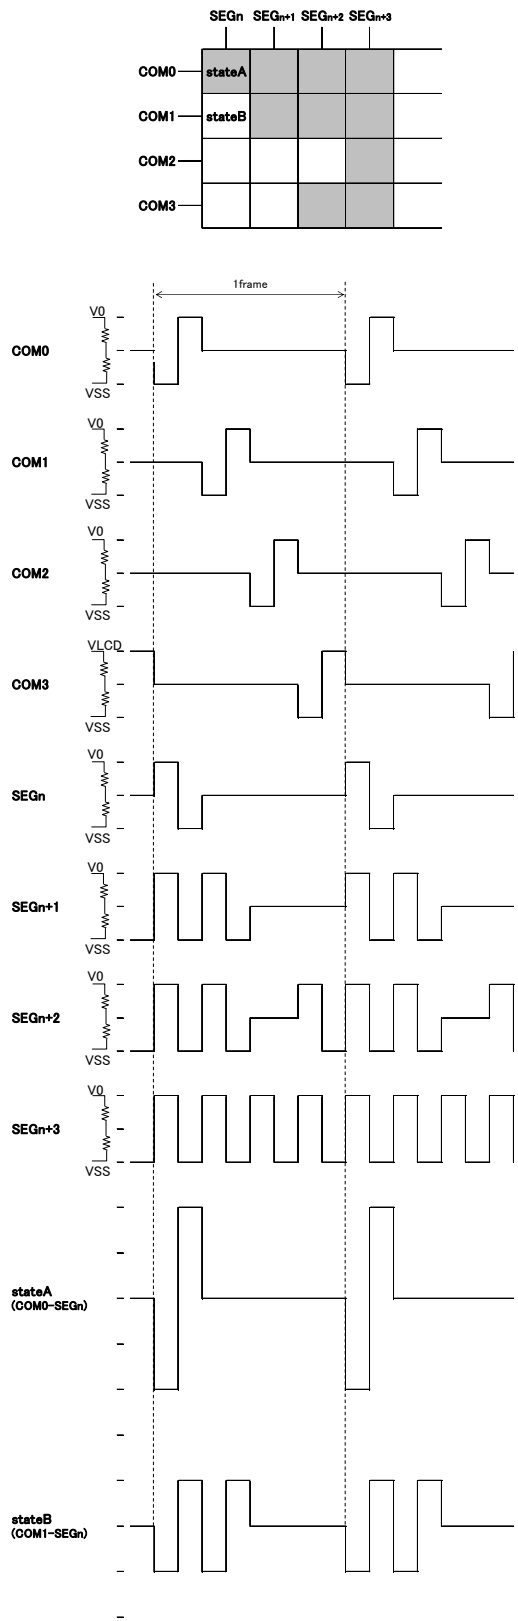 SEGn SEGn+1 SEGn+2 SEGn+3
COM0 stateA
COM1 stateB
COM2
COM3
1frame
V0
COM0
VSS
V0
COM1
VSS
V0
COM2
VSS
VLCD
COM3
VSS
V0
SEGn
VSS
V0
SEGn+1
VSS
V0
SEGn+2
VSS
V0
SEGn+3
VSS
stateA
(COM0-SEGn)
stateB
(COM1-SEGn)